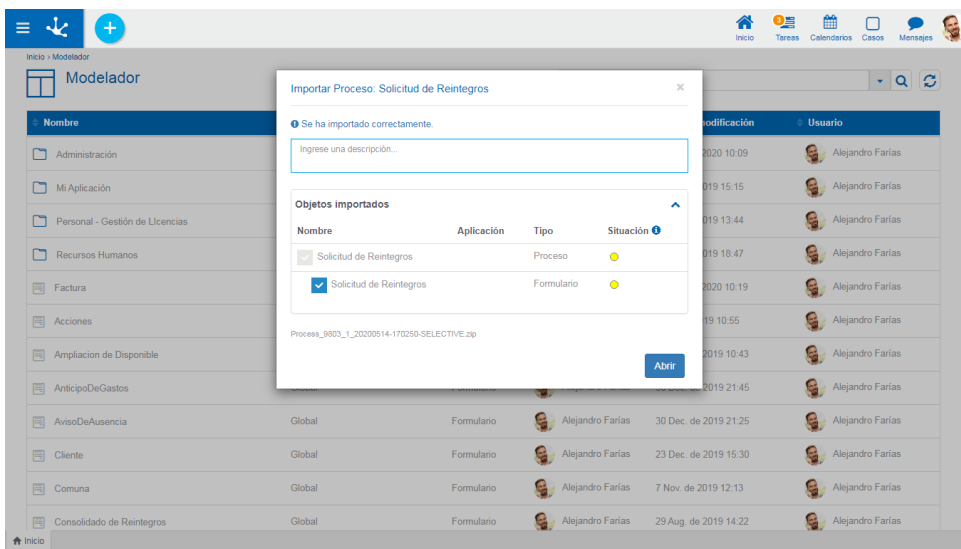 3
Inicio
Tareas
Calendarios
Casos
Mensajes
Inicio › Modelador
Modelador
Importar Proceso: Solicitud de Reintegros
×
Se ha importado correctamente.
Ingrese una descripción...
Objetos importados
Nombre Aplicación Tipo Situación
Solicitud de Reintegros Proceso
Solicitud de Reintegros Formulario
Process_9803_1_20200514-170250-SELECTIVE.zip
Abrir
Nombre modificación Usuario
Administración 2020 10:09 Alejandro Farías
Mi Aplicación 019 15:15 Alejandro Farías
Personal - Gestión de LIcencias 019 13:44 Alejandro Farías
Recursos Humanos 019 18:47 Alejandro Farías
Factura 2020 10:19 Alejandro Farías
Acciones 19 10:55 Alejandro Farías
Ampliacion de Disponible 2019 10:43 Alejandro Farías
AnticipoDeGastos 2019 21:45 Alejandro Farías
AvisoDeAusencia Global Formulario Alejandro Farías 30 Dec. de 2019 21:25 Alejandro Farías
Cliente Global Formulario Alejandro Farías 23 Dec. de 2019 15:30 Alejandro Farías
Comuna Global Formulario Alejandro Farías 7 Nov. de 2019 12:13 Alejandro Farías
Consolidado de Reintegros Global Formulario Alejandro Farías 29 Aug. de 2019 14:22 Alejandro Farías
Inicio